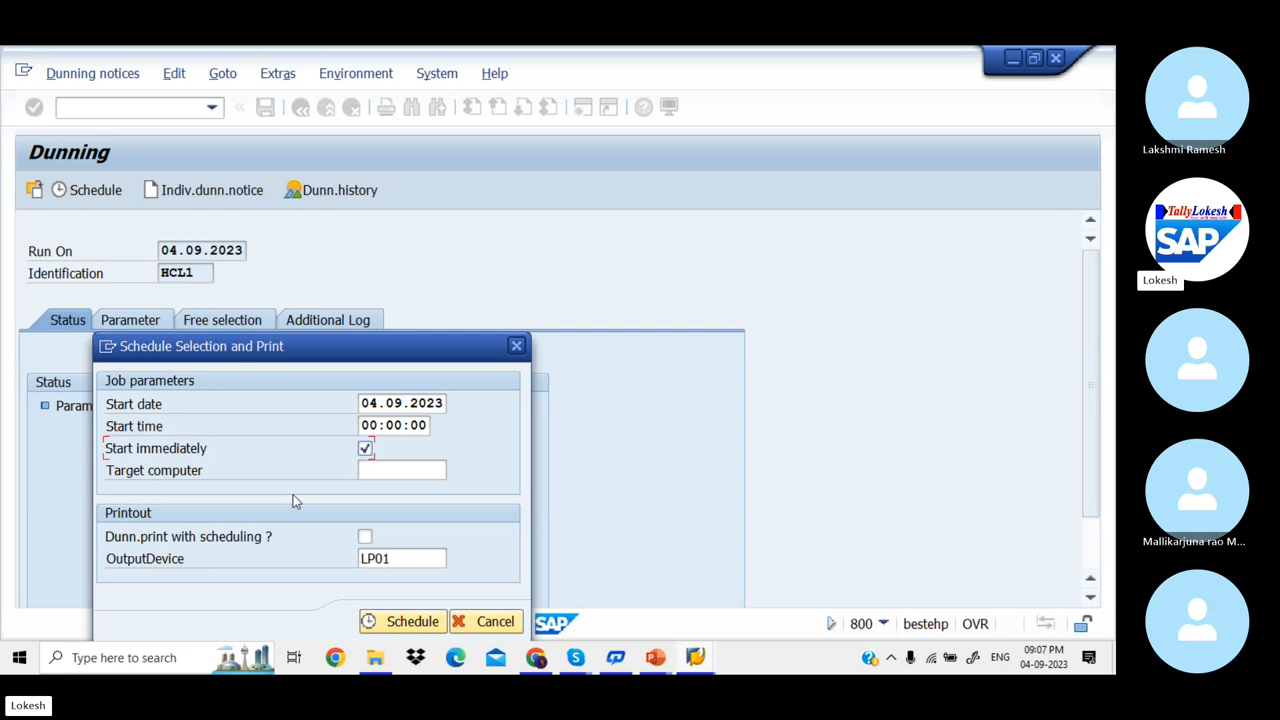 Dunning notices Edit Goto Extras Environment System Help
Dunning
Schedule Indiv.dunn.notice Dunn.history
Run On 04.09.2023
Identification HCL1
Status Parameter Free selection Additional Log
Schedule Selection and Print
Status
Param
Job parameters
Start date 04.09.2023
Start time 00:00:00
Start immediately
Target computer
Printout
Dunn.print with scheduling ?
OutputDevice LP01
Schedule Cancel
SAP 800 bestehp OVR
Type here to search
ENG
09:07 PM
04-09-2023
Lakshmi Ramesh
TallyLokesh
SAP
Lokesh
Mallikarjuna rao M...
Lokesh